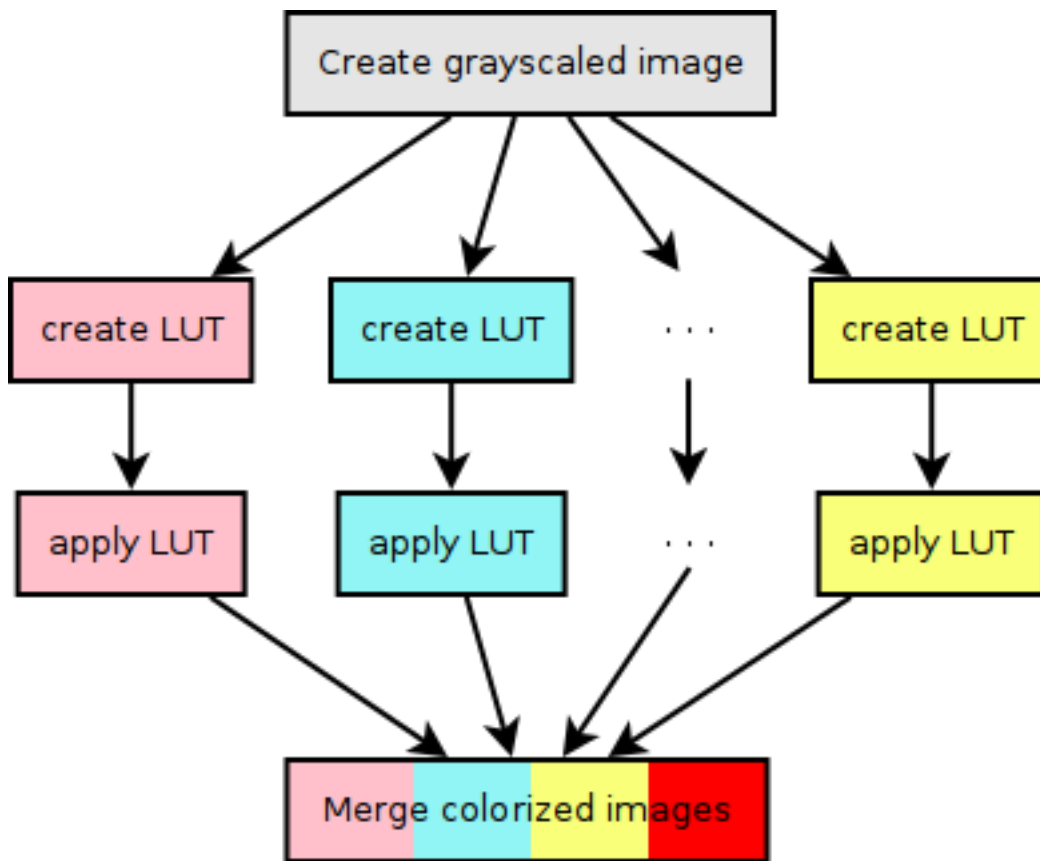 Create grayscaled image
create LUT
create LUT
. . .
create LUT
apply LUT
apply LUT
. . .
apply LUT
Merge colorized images